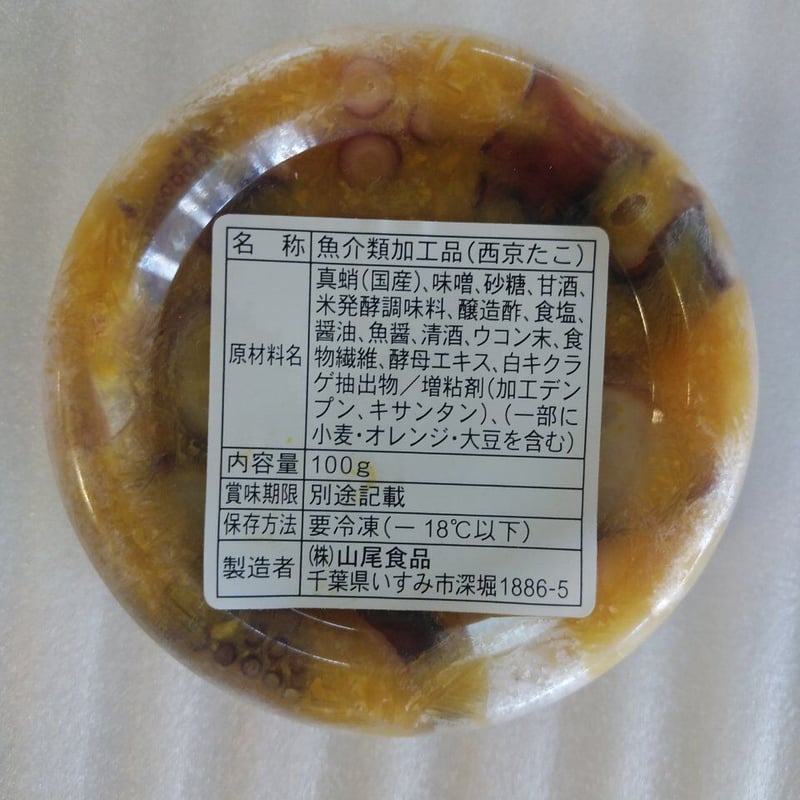 名 称 魚介類加工品(西京たこ)
原材料名
真蛸(国産)、味噌、砂糖、甘酒、
米発酵調味料、醸造酢、食塩、
醤油、魚醤、清酒、ウコン末、食
物繊維、酵母エキス、白キクラ
ゲ抽出物/増粘剤(加工デン
プン、キサンタン)、(一部に
小麦・オレンジ・大豆を含む)
内容量 100g
賞味期限 別途記載
保存方法 要冷凍(-18℃以下)
製造者
㈱山尾食品
千葉県いすみ市深堀1886-5